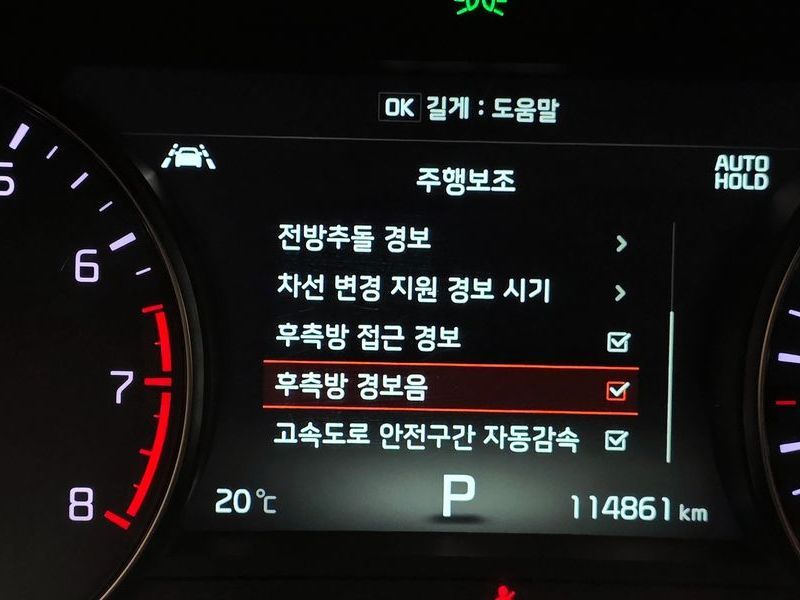 OK 길게 : 도움말
AUTO HOLD
주행보조
전방추돌 경보
차선 변경 지원 경보 시기
후측방 접근 경보
후측방 경보음
고속도로 안전구간 자동감속
20℃
P
114861 km
5
6
7
8